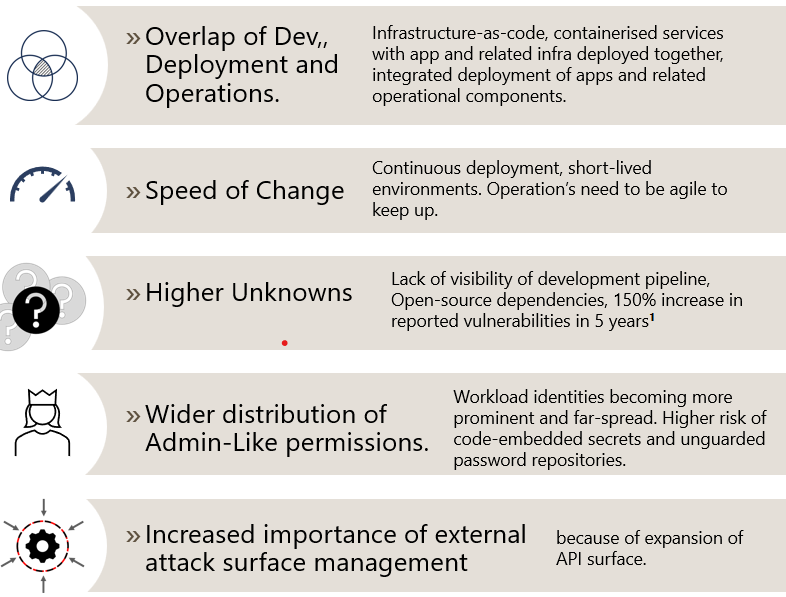 » Overlap of Dev,,
Deployment and
Operations.
Infrastructure-as-code, containerised services
with app and related infra deployed together,
integrated deployment of apps and related
operational components.
» Speed of Change
Continuous deployment, short-lived
environments. Operation’s need to be agile to
keep up.
? ? ? ?
» Higher Unknowns
Lack of visibility of development pipeline,
Open-source dependencies, 150% increase in
reported vulnerabilities in 5 years¹
» Wider distribution of
Admin-Like permissions.
Workload identities becoming more
prominent and far-spread. Higher risk of
code-embedded secrets and unguarded
password repositories.
» Increased importance of external
attack surface management
because of expansion of
API surface.